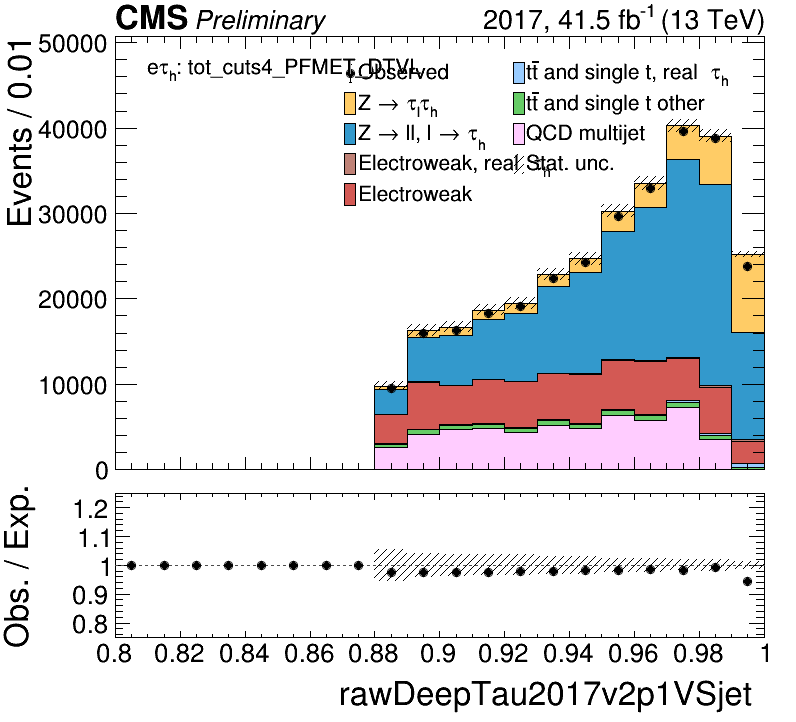 CMS Preliminary 2017, 41.5 fb⁻¹ (13 TeV)
eτₕ: tot_cuts4_PFMET_DTVL
Observed
Z → τₗτₕ
Z → ll, l → τₕ
Electroweak, real τₕ
Electroweak
tt̄ and single t, real τₕ
tt̄ and single t other
QCD multijet
Stat. unc.
Events / 0.01
50000
40000
30000
20000
10000
0
Obs. / Exp.
1.2
1.1
1
0.9
0.8
0.8 0.82 0.84 0.86 0.88 0.9 0.92 0.94 0.96 0.98 1
rawDeepTau2017v2p1VSjet